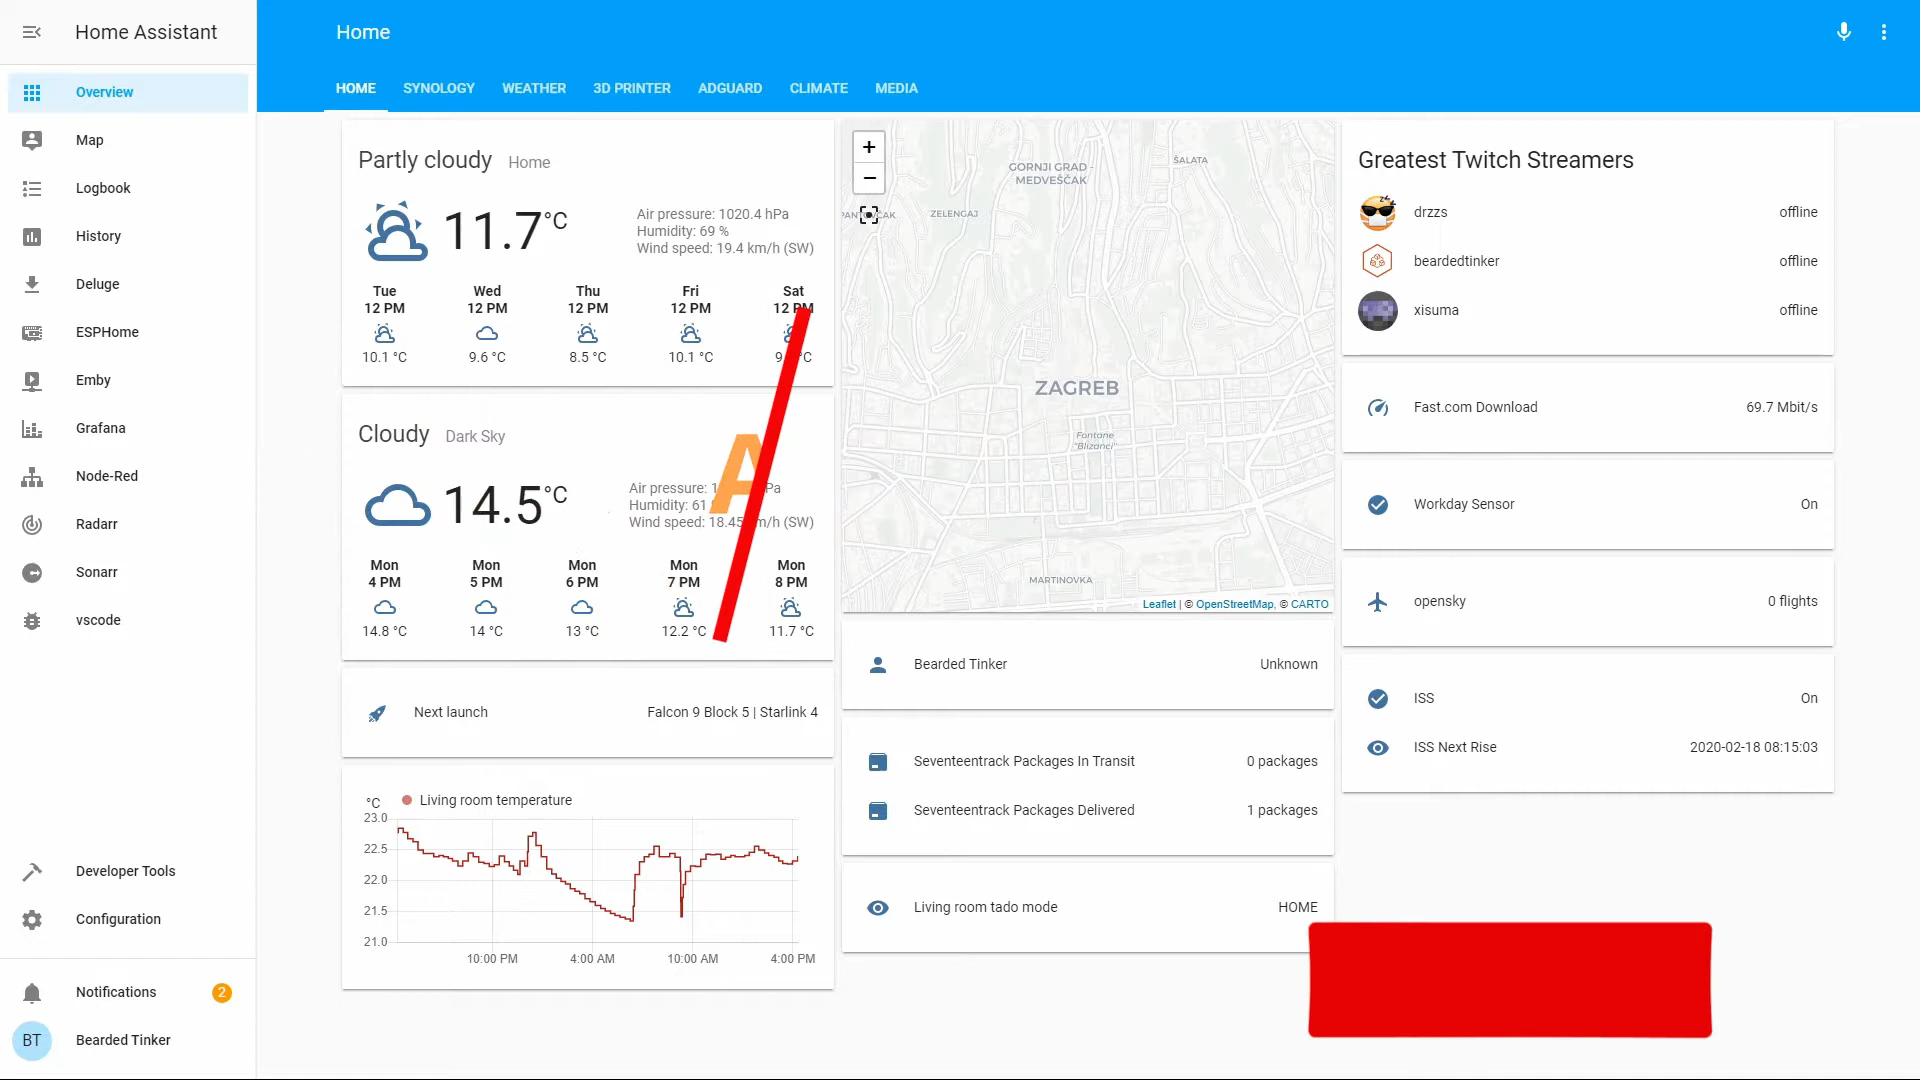 Home Assistant
Overview
Map
Logbook
History
Deluge
ESPHome
Emby
Grafana
Node-Red
Radarr
Sonarr
vscode
Developer Tools
Configuration
Notifications 2
BT Bearded Tinker
Home
HOME SYNOLOGY WEATHER 3D PRINTER ADGUARD CLIMATE MEDIA
Partly cloudy Home
11.7 °C
Air pressure: 1020.4 hPa
Humidity: 69 %
Wind speed: 19.4 km/h (SW)
Tue Wed Thu Fri Sat
12 PM 12 PM 12 PM 12 PM 12 PM
10.1 °C 9.6 °C 8.5 °C 10.1 °C
Cloudy Dark Sky
14.5 °C
Air pressure:
Humidity: 61
Wind speed: 18.45 km/h (SW)
A
Mon Mon Mon Mon Mon
4 PM 5 PM 6 PM 7 PM 8 PM
14.8 °C 14 °C 13 °C 12.2 °C 11.7 °C
Next launch Falcon 9 Block 5 | Starlink 4
°C Living room temperature
23.0
22.5
22.0
21.5
21.0
10:00 PM 4:00 AM 10:00 AM 4:00 PM
+
−
GORNJI GRAD -
MEDVEŠČAK
ŠALATA
ZELENGAJ
ZAGREB
Fontane
"Blizanci"
MARTINOVKA
Leaflet | © OpenStreetMap, © CARTO
Bearded Tinker Unknown
Seventeentrack Packages In Transit 0 packages
Seventeentrack Packages Delivered 1 packages
Living room tado mode HOME
Greatest Twitch Streamers
drzzs offline
beardedtinker offline
xisuma offline
Fast.com Download 69.7 Mbit/s
Workday Sensor On
opensky 0 flights
ISS On
ISS Next Rise 2020-02-18 08:15:03